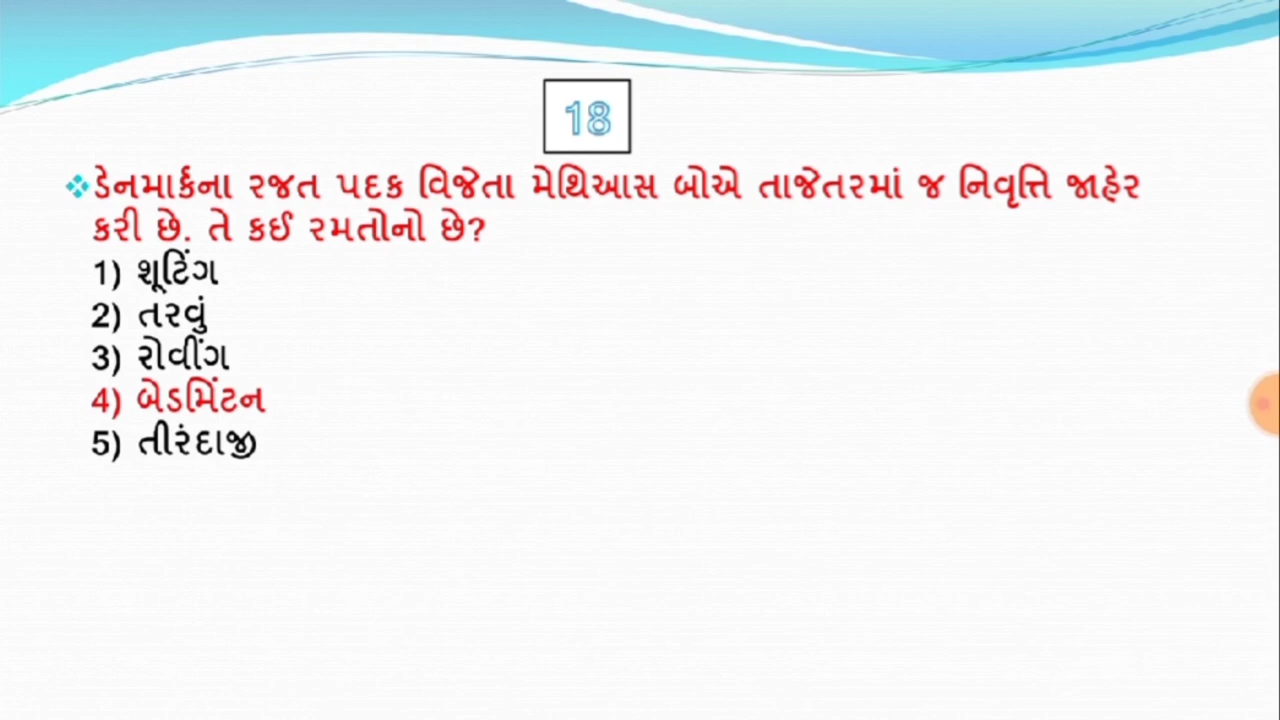 18
❖ડેનમાર્કના રજત પદક વિજેતા મેથિઆસ બોએ તાજેતરમાં જ નિવૃત્તિ જાહેર
કરી છે. તે કઈ રમતોનો છે?
1) શૂટિંગ
2) તરવું
3) રોવીંગ
4) બેડમિંટન
5) તીરંદાજી